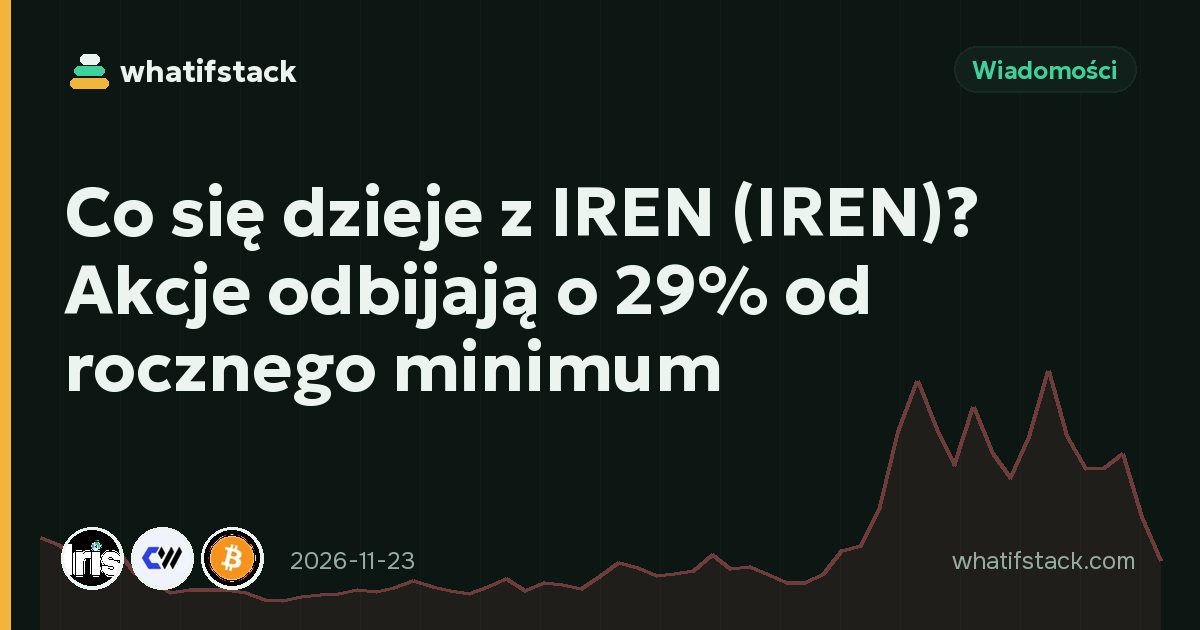 whatifstack
Wiadomości
Co się dzieje z IREN (IREN)?
Akcje odbijają o 29% od
rocznego minimum
Iris
2026-11-23
whatifstack.com